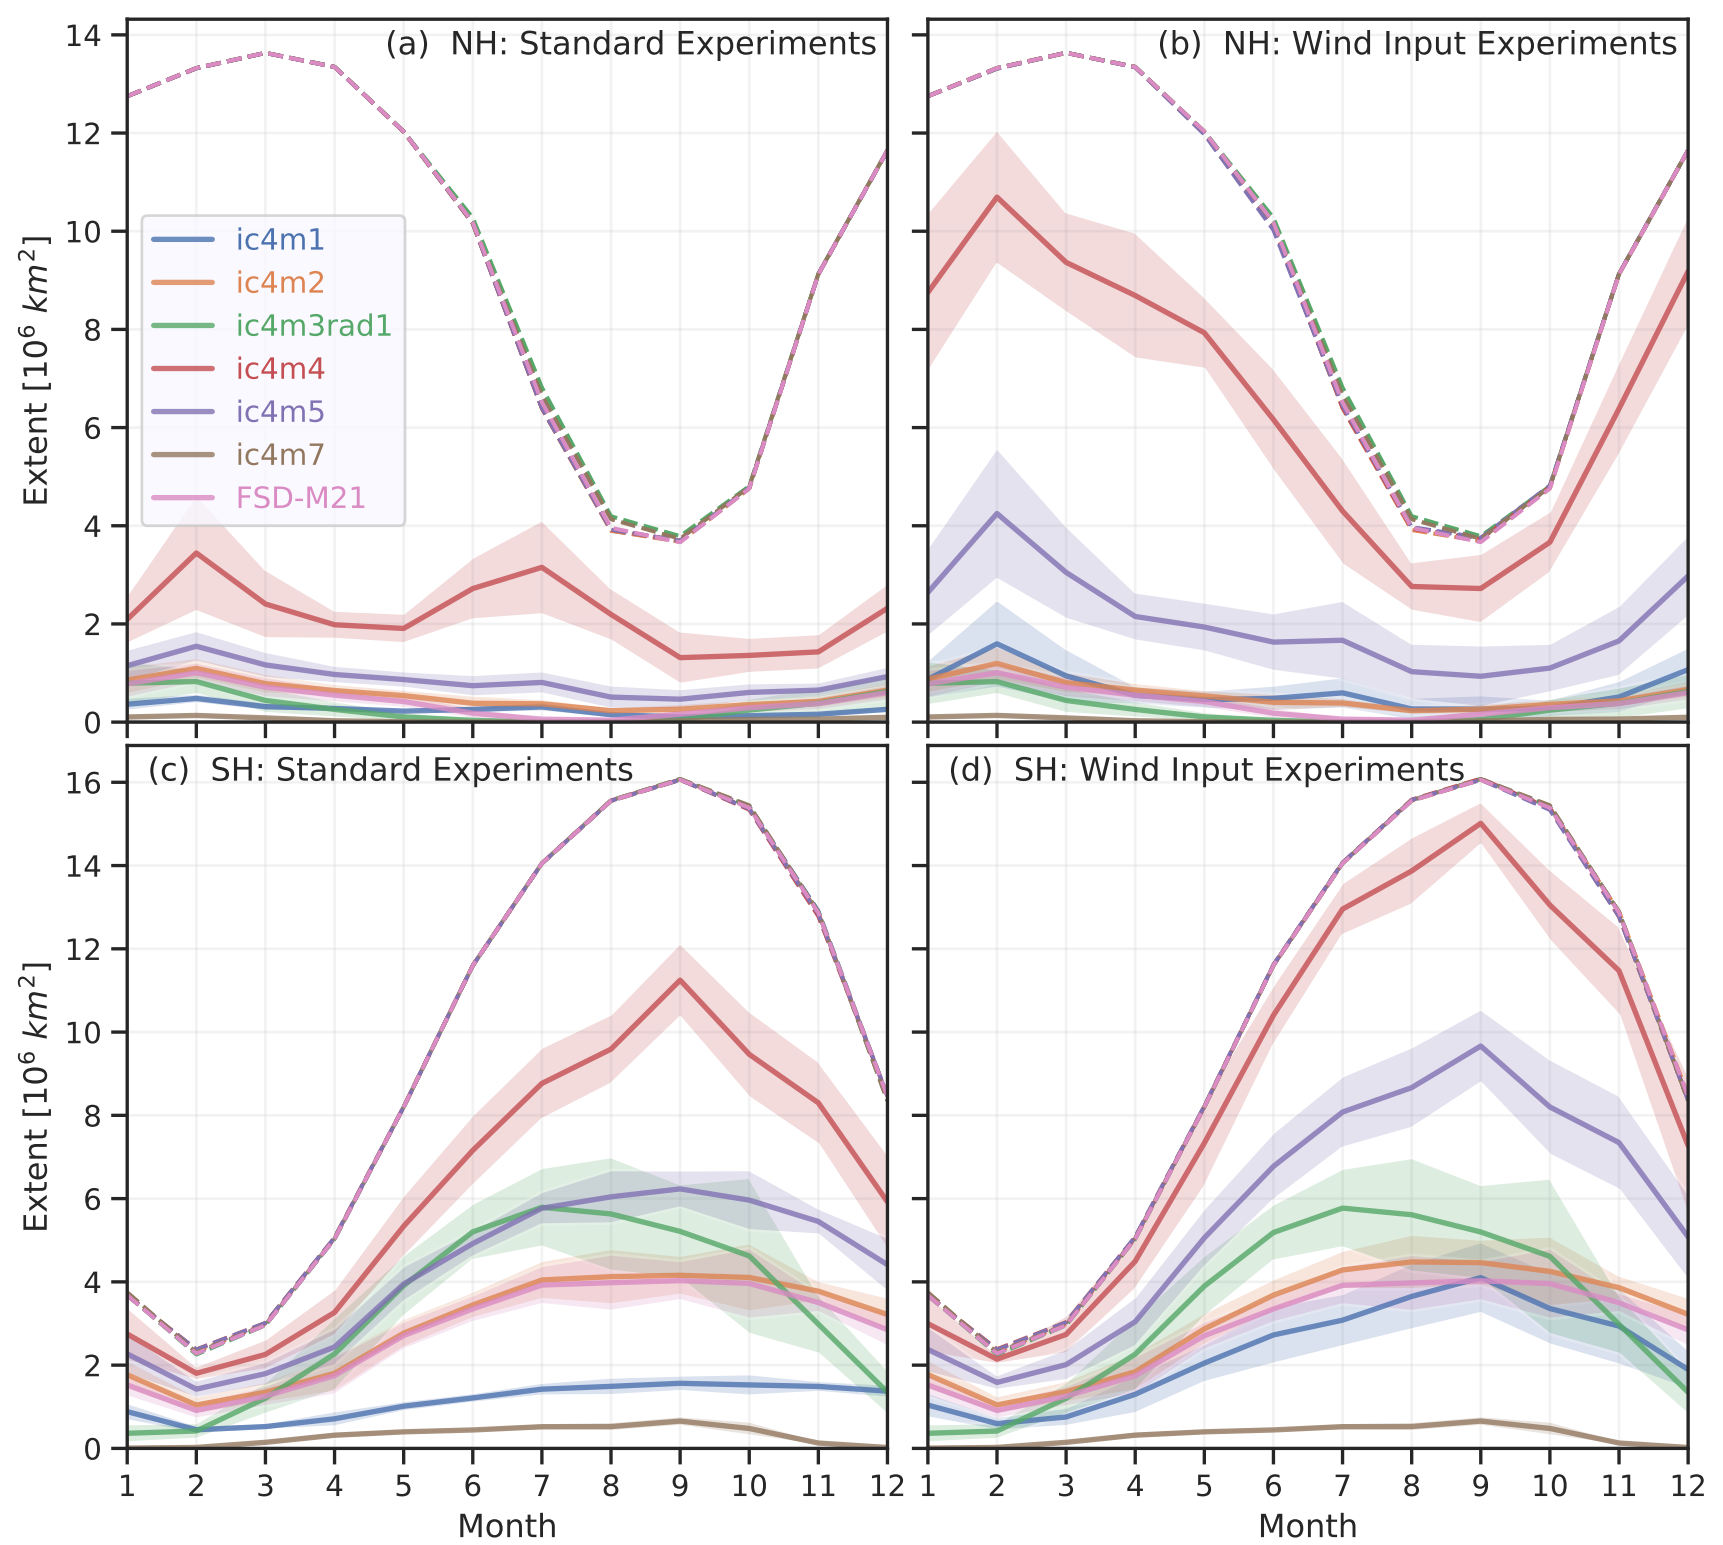 (a)  NH: Standard Experiments
(b)  NH: Wind Input Experiments
14
12
10
8
6
4
2
0
Extent [10⁶ km²]
ic4m1
ic4m2
ic4m3rad1
ic4m4
ic4m5
ic4m7
FSD-M21
(c)  SH: Standard Experiments
(d)  SH: Wind Input Experiments
16
14
12
10
8
6
4
2
0
Extent [10⁶ km²]
1 2 3 4 5 6 7 8 9 10 11 12
1 2 3 4 5 6 7 8 9 10 11 12
Month
Month